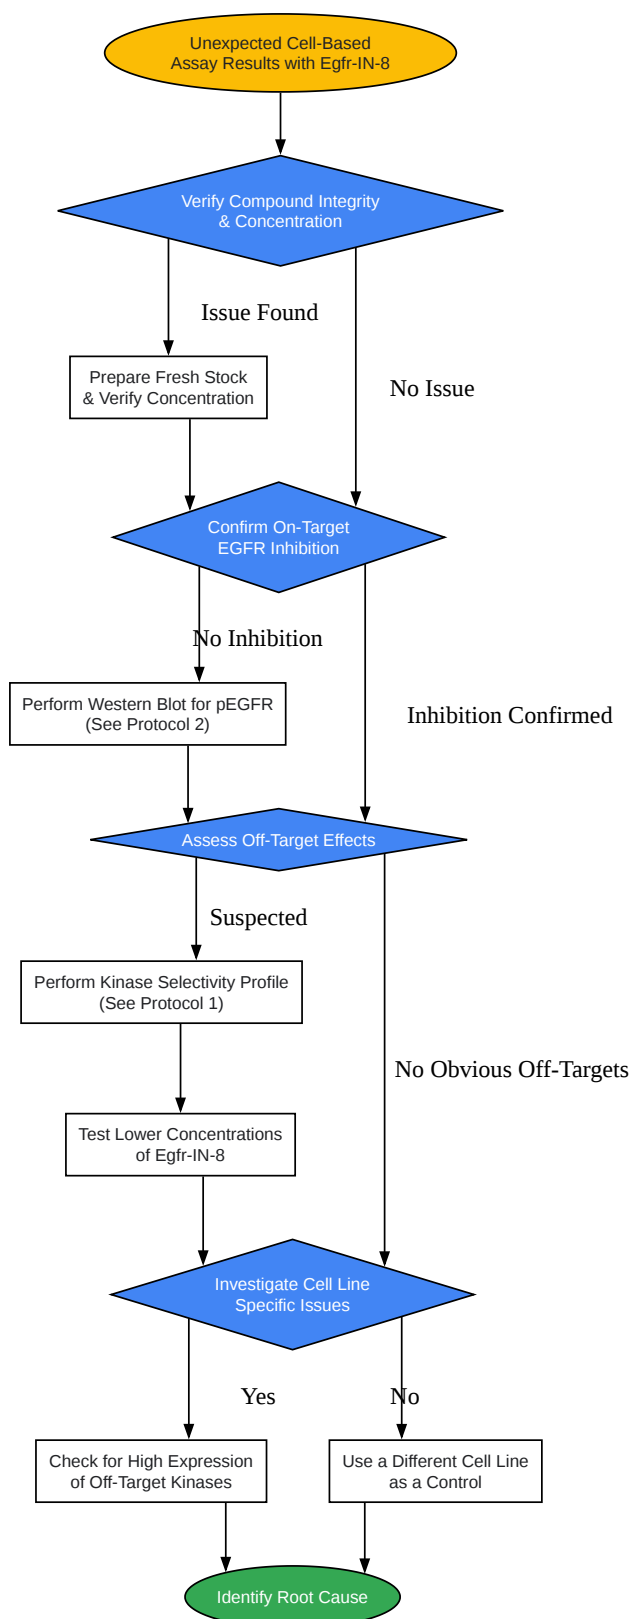 Unexpected Cell-Based
Assay Results with Egfr-IN-8
Verify Compound Integrity
& Concentration
Issue Found
Prepare Fresh Stock
& Verify Concentration
No Issue
Confirm On-Target
EGFR Inhibition
No Inhibition
Perform Western Blot for pEGFR
(See Protocol 2)
Inhibition Confirmed
Assess Off-Target Effects
Suspected
Perform Kinase Selectivity Profile
(See Protocol 1)
No Obvious Off-Targets
Test Lower Concentrations
of Egfr-IN-8
Investigate Cell Line
Specific Issues
Yes
No
Check for High Expression
of Off-Target Kinases
Use a Different Cell Line
as a Control
Identify Root Cause